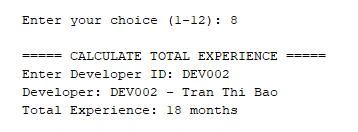 Enter your choice (1-12): 8
===== CALCULATE TOTAL EXPERIENCE =====
Enter Developer ID: DEV002
Developer: DEV002 - Tran Thi Bao
Total Experience: 18 months